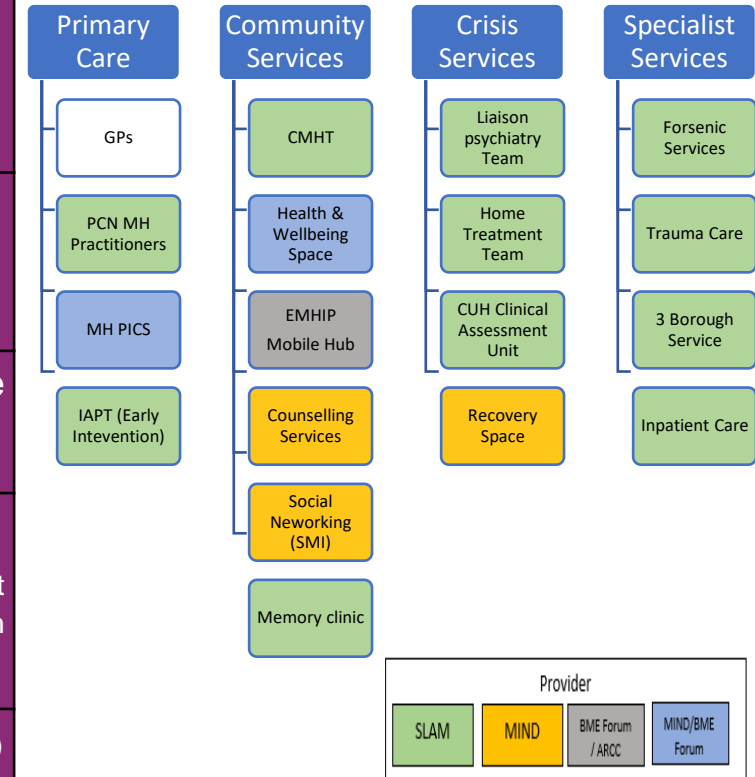 Primary
Care
GPs
PCN MH
Practitioners
MH PICS
IAPT (Early
Intevention)
Community
Services
CMHT
Health &
Wellbeing
Space
EMHIP
Mobile Hub
Counselling
Services
Social
Neworking
(SMI)
Memory clinic
Crisis
Services
Liaison
psychiatry
Team
Home
Treatment
Team
CUH Clinical
Assessment
Unit
Recovery
Space
Specialist
Services
Forsenic
Services
Trauma Care
3 Borough
Service
Inpatient Care
Provider
SLAM
MIND
BME Forum
/ ARCC
MIND/BME
Forum